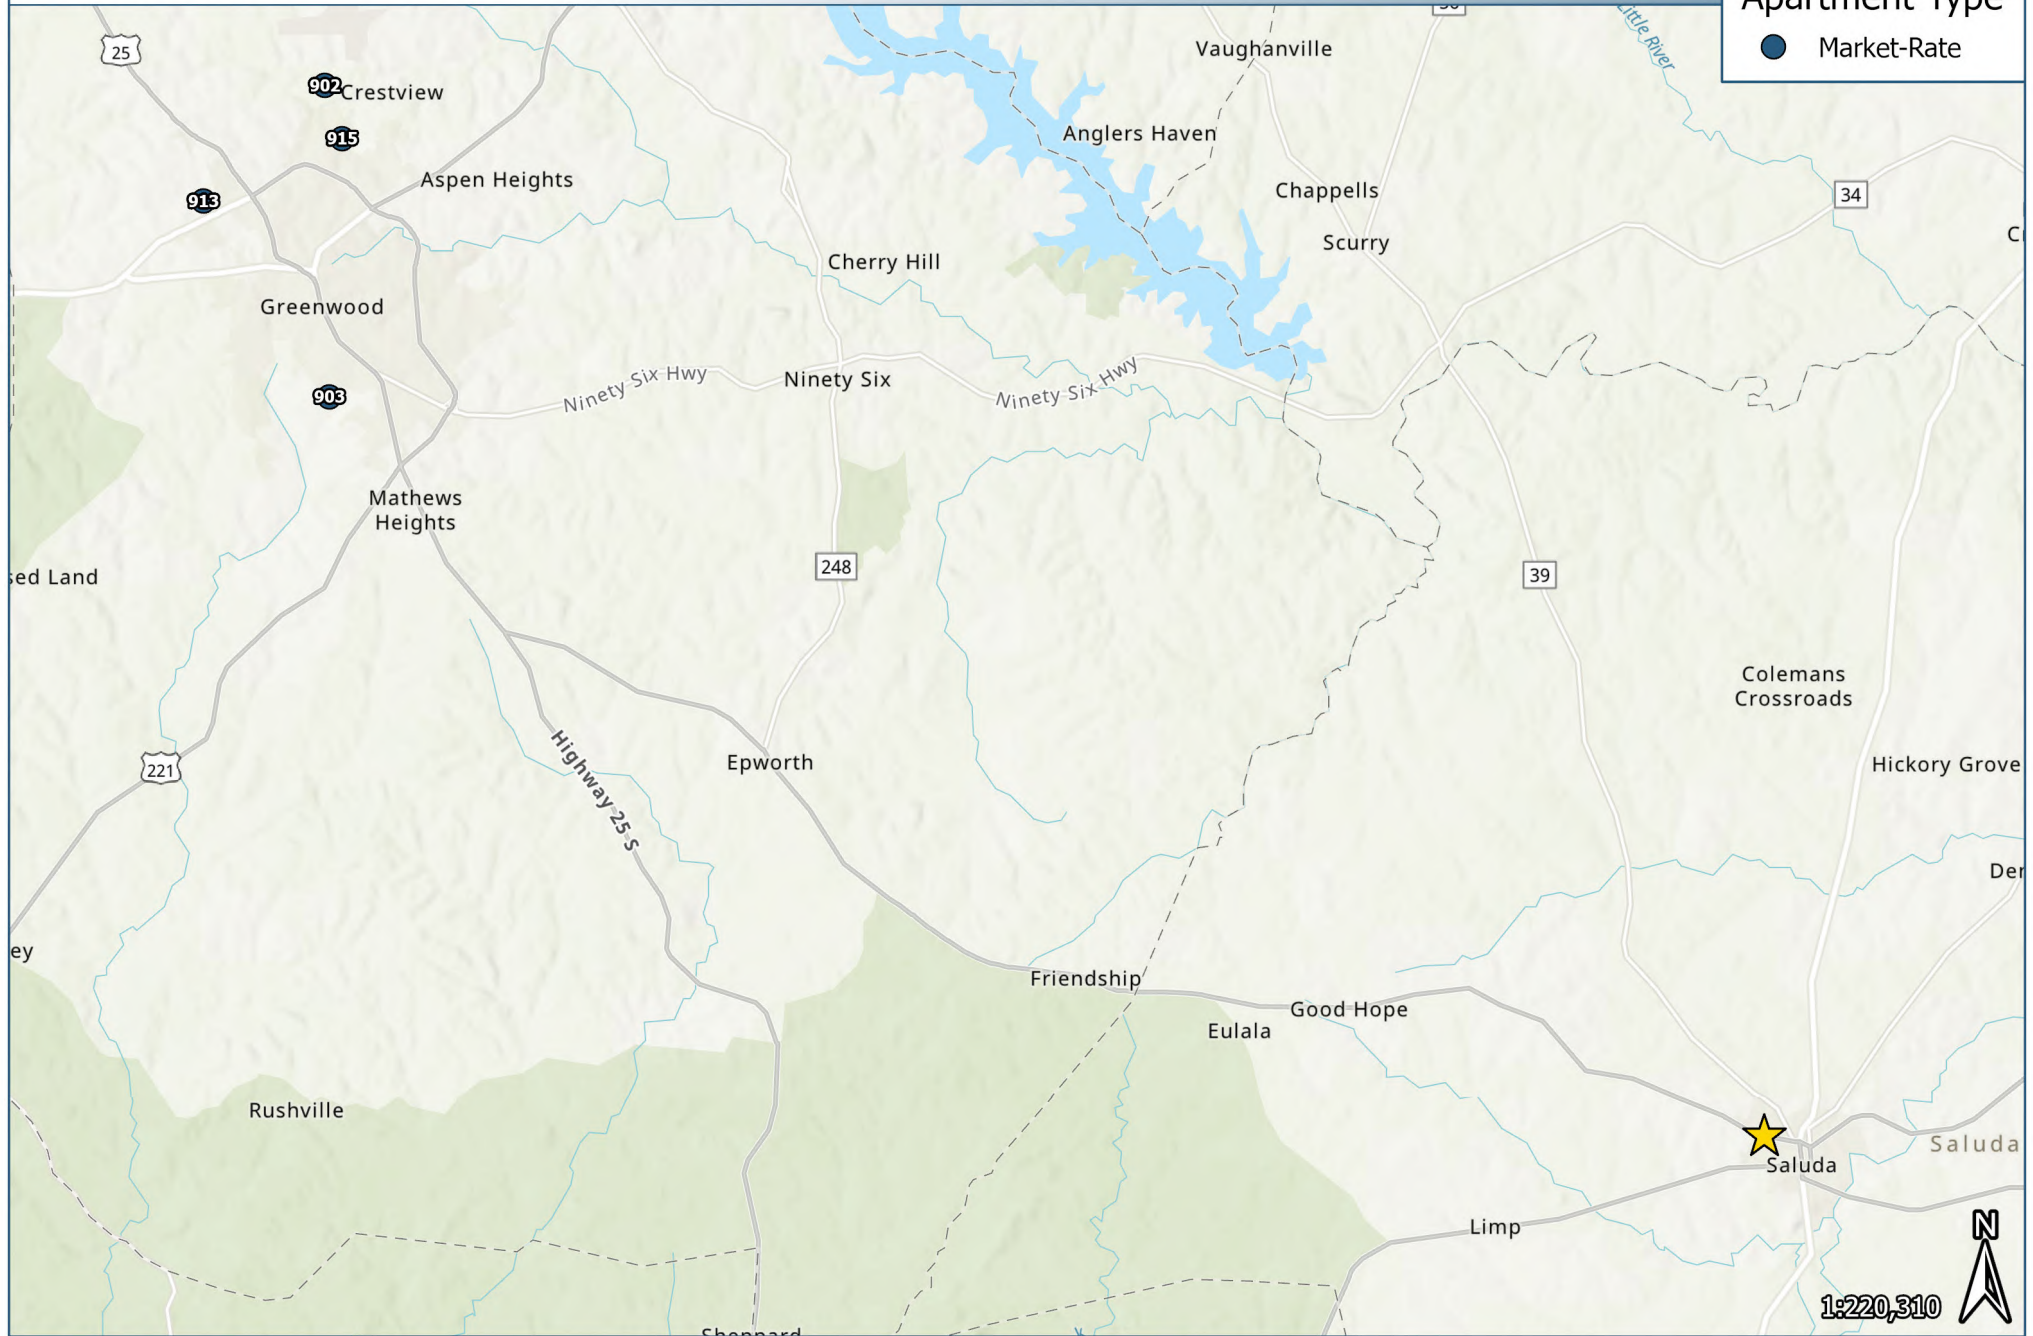 Apartment Type
Market-Rate
25
902
Crestview
915
Aspen Heights
913
Greenwood
903
Vaughanville
Little River
Anglers Haven
Chappells
34
Scurry
Cherry Hill
Ninety Six Hwy
Ninety Six
Ninety Six Hwy
Mathews
Heights
sed Land
248
39
Colemans
Crossroads
Hickory Grove
221
Highway 25 S
Epworth
Der
ey
Friendship
Good Hope
Eulala
Rushville
Saluda
Saluda
Limp
N
1:220,310